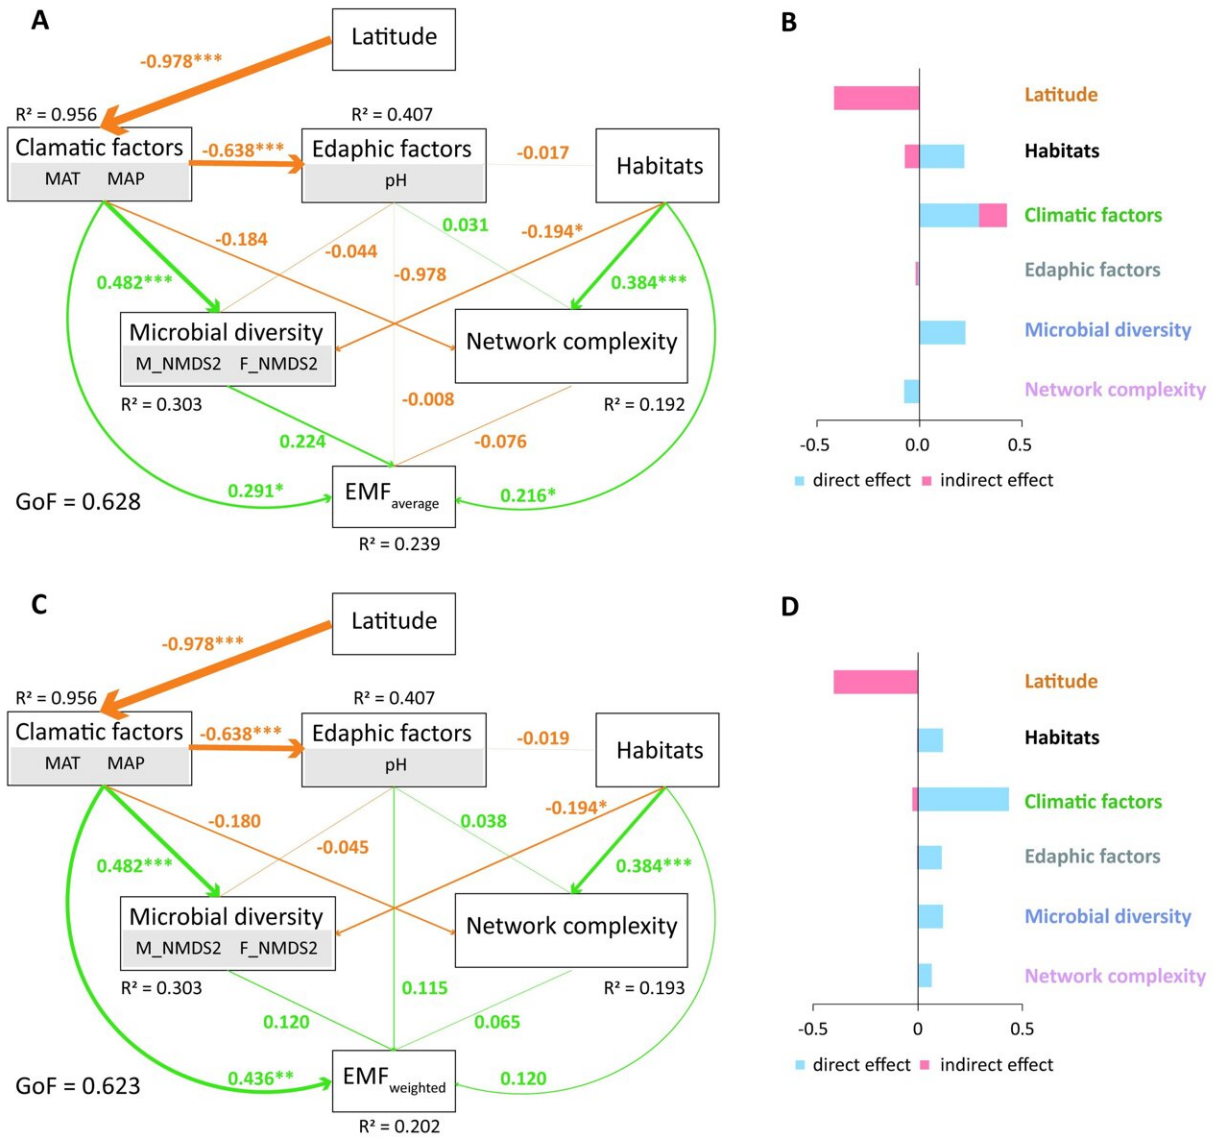 A
Latitude
-0.978***
R² = 0.956
R² = 0.407
Clamatic factors
MAT MAP
-0.638***
Edaphic factors
pH
-0.017
Habitats
-0.184
-0.044
0.031
-0.194*
-0.978
0.482***
0.384***
Microbial diversity
M_NMDS2 F_NMDS2
Network complexity
R² = 0.303
-0.008
R² = 0.192
0.224
-0.076
0.291*
EMFaverage
0.216*
GoF = 0.628
R² = 0.239
B
Latitude
Habitats
Climatic factors
Edaphic factors
Microbial diversity
Network complexity
-0.5 0.0 0.5
direct effect indirect effect
C
Latitude
-0.978***
R² = 0.956
R² = 0.407
Clamatic factors
MAT MAP
-0.638***
Edaphic factors
pH
-0.019
Habitats
-0.180
-0.045
0.038
-0.194*
0.482***
0.384***
Microbial diversity
M_NMDS2 F_NMDS2
Network complexity
R² = 0.303
0.115
R² = 0.193
0.120
0.065
0.436**
EMFweighted
0.120
GoF = 0.623
R² = 0.202
D
Latitude
Habitats
Climatic factors
Edaphic factors
Microbial diversity
Network complexity
-0.5 0 0.5
direct effect indirect effect